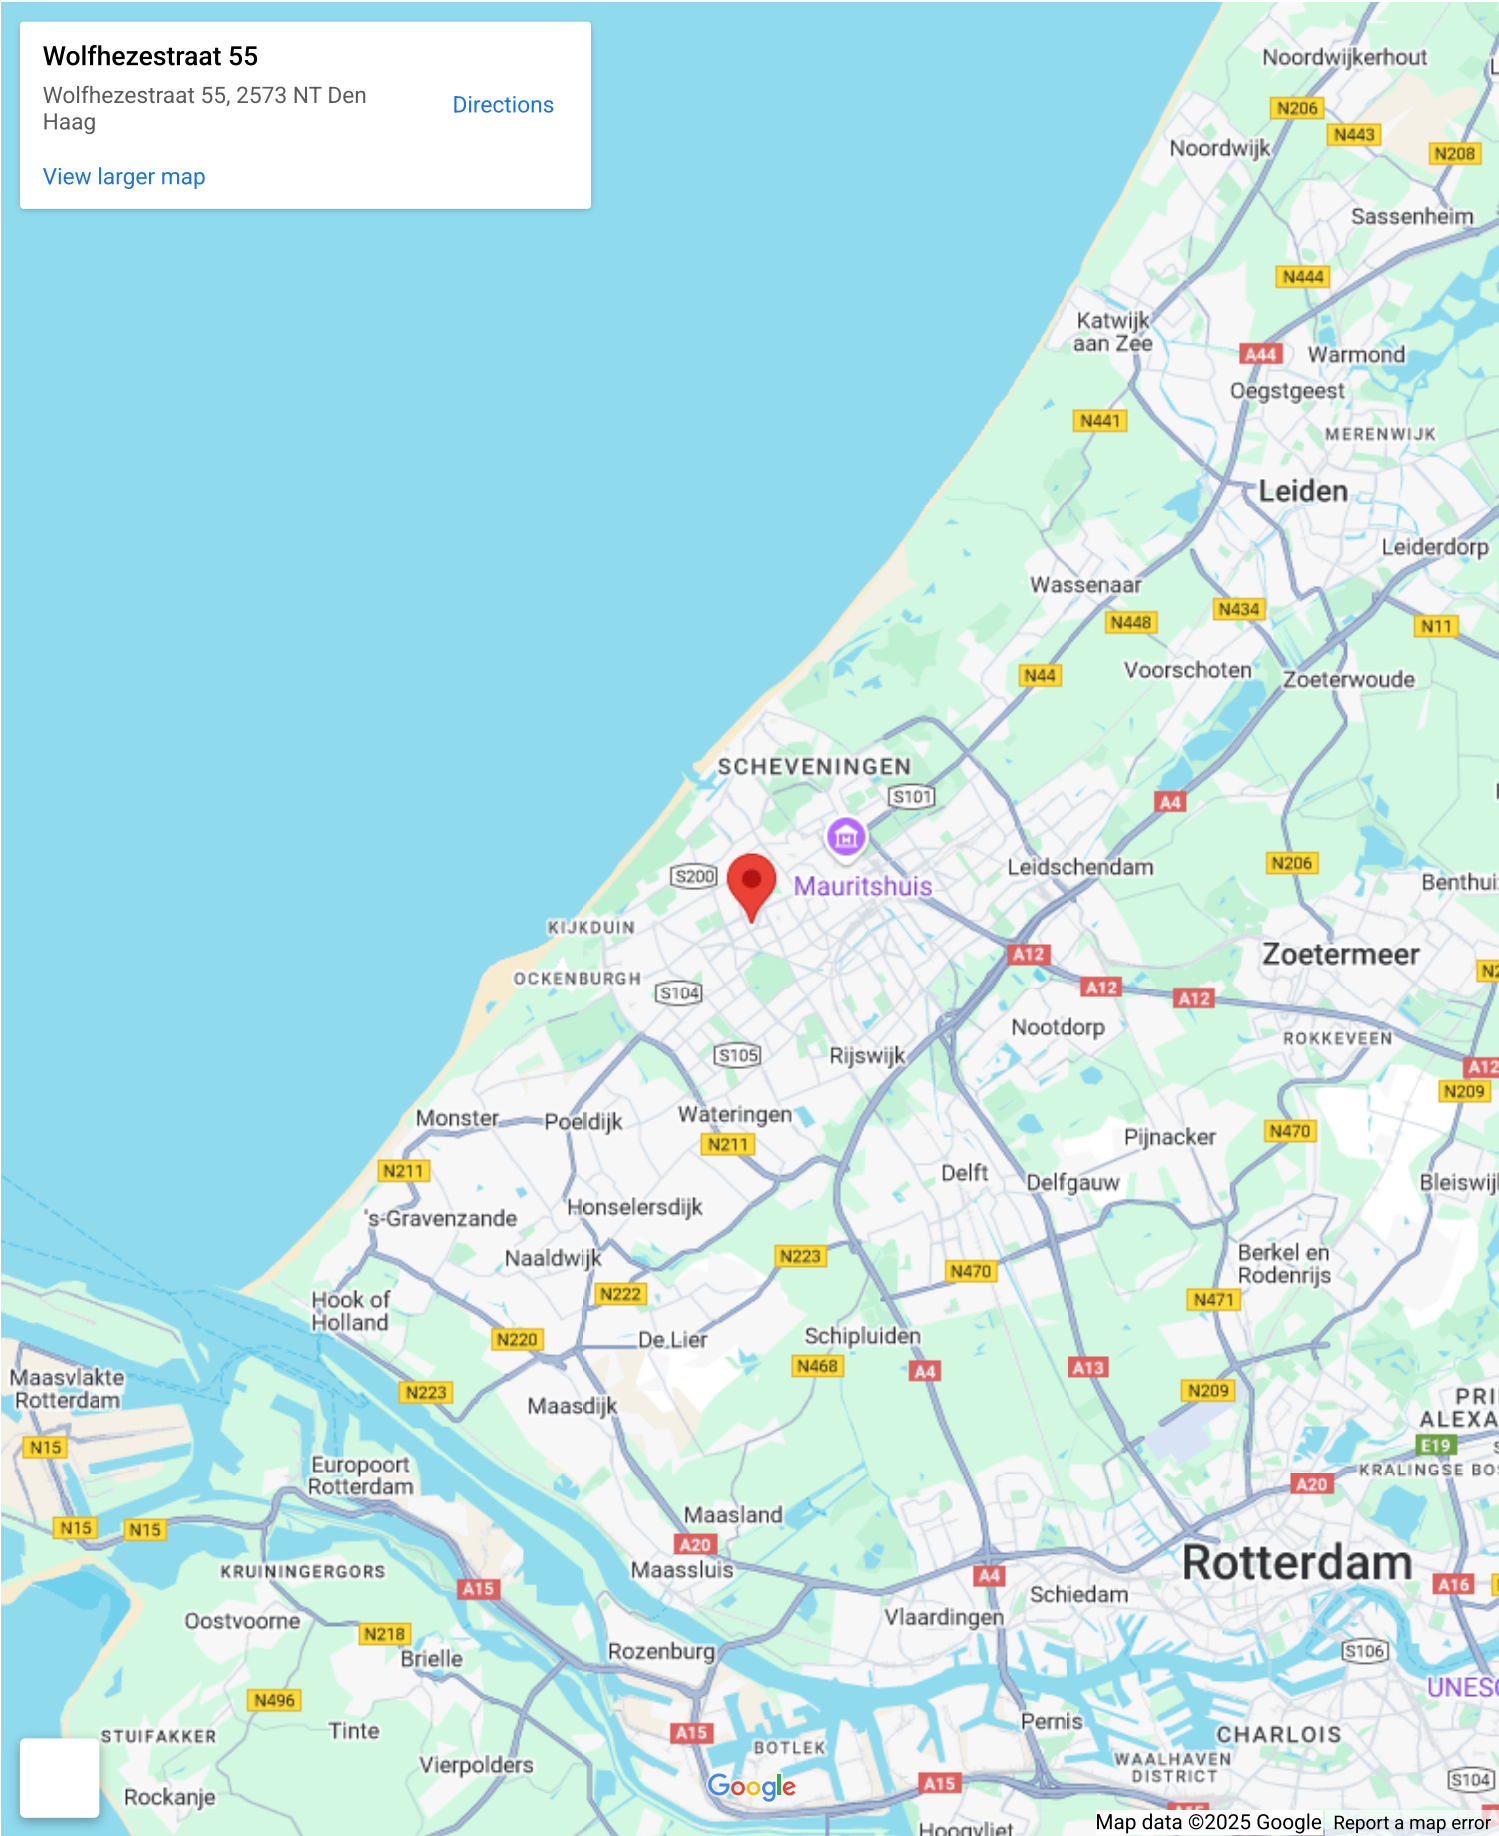 Wolfhezestraat 55
Wolfhezestraat 55, 2573 NT Den
Haag
Directions
View larger map
Noordwijkerhout
N206
N443
N208
Noordwijk
Sassenheim
N444
Katwijk
aan Zee
A44
Warmond
Oegstgeest
N441
MERENWIJK
Leiden
Leiderdorp
Wassenaar
N434
N448
N11
N44
Voorschoten
Zoeterwoude
SCHEVENINGEN
S101
A4
Mauritshuis
S200
Leidschendam
N206
KIJKDUIN
A12
Zoetermeer
OCKENBURGH
S104
A12
A12
Nootdorp
ROKKEVEEN
S105
Rijswijk
A12
N209
Monster
Poeldijk
Wateringen
N211
Pijnacker
N470
N211
Delft
Delfgauw
's-Gravenzande
Honselersdijk
Naaldwijk
N223
N470
Berkel en
Rodenrijs
N222
N471
Hook of
Holland
N220
De Lier
Schipluiden
N468
A4
A13
Maasvlakte
Rotterdam
N223
N209
Maasdijk
N15
E19
Europoort
Rotterdam
A20
N15
N15
Maasland
A20
Maassluis
Rotterdam
KRUININGERGORS
A15
A4
Schiedam
A16
Oostvoorne
Vlaardingen
N218
Brielle
Rozenburg
S106
N496
STUIFAKKER
Tinte
A15
Pernis
CHARLOIS
BOTLEK
WAALHAVEN
DISTRICT
Vierpolders
A15
S104
Rockanje
Google
Map data ©2025 Google
Report a map error